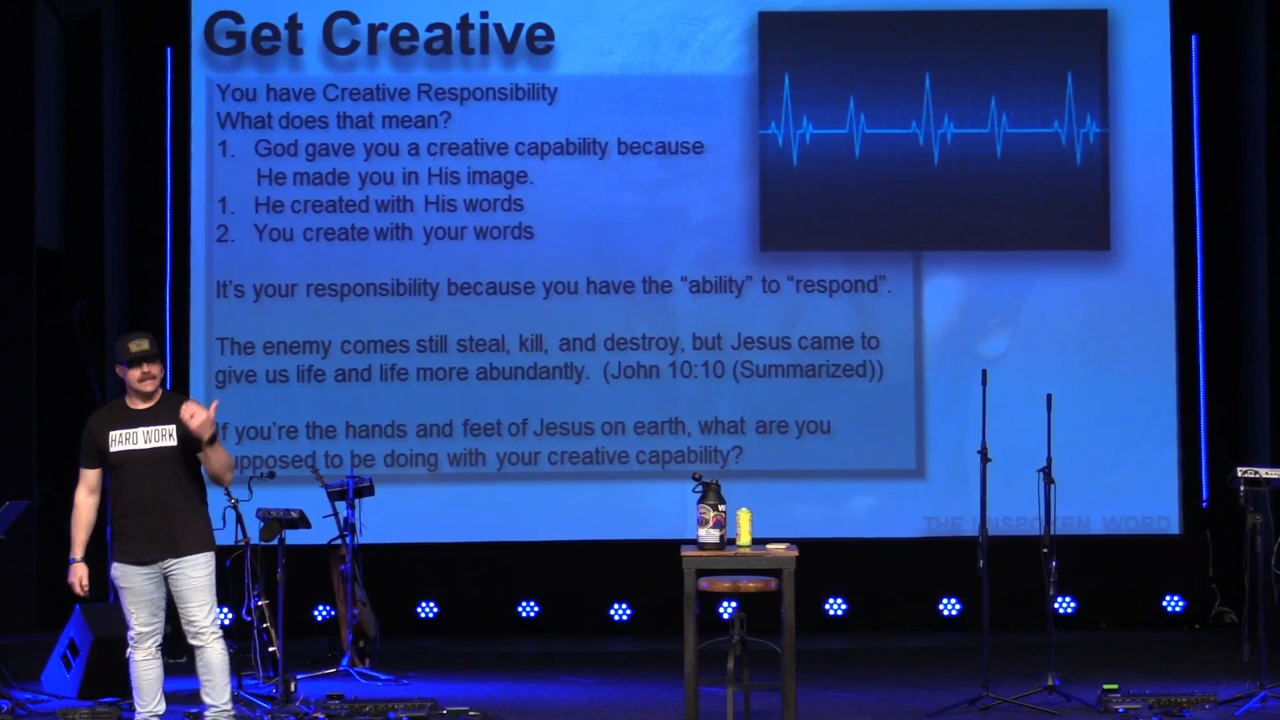 Get Creative
You have Creative Responsibility
What does that mean?
1. God gave you a creative capability because
He made you in His image.
1. He created with His words
2. You create with your words
It's your responsibility because you have the “ability” to “respond”.
The enemy comes still steal, kill, and destroy, but Jesus came to
give us life and life more abundantly. (John 10:10 (Summarized))
If you're the hands and feet of Jesus on earth, what are you
upposed to be doing with your creative capability?
HARD WORK
THE UNSPOKEN WORD